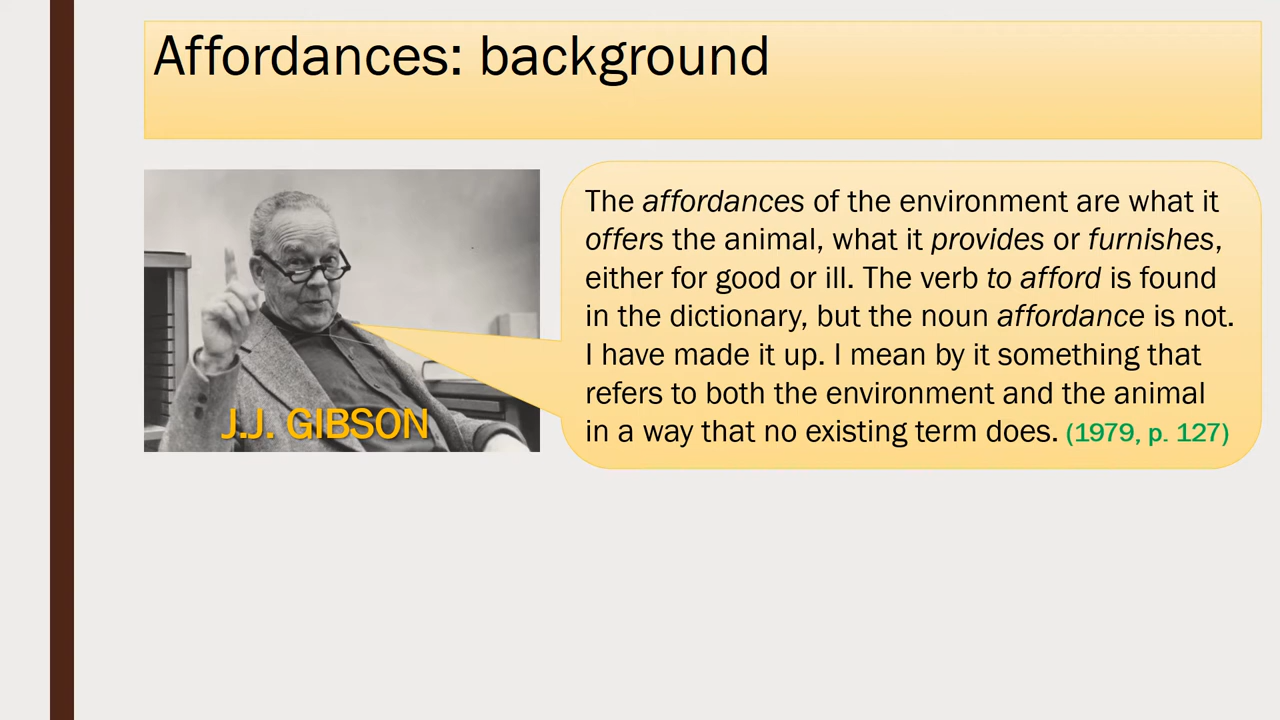 Affordances: background
The affordances of the environment are what it
offers the animal, what it provides or furnishes,
either for good or ill. The verb to afford is found
in the dictionary, but the noun affordance is not.
I have made it up. I mean by it something that
refers to both the environment and the animal
in a way that no existing term does. (1979, p. 127)
J.J. GIBSON